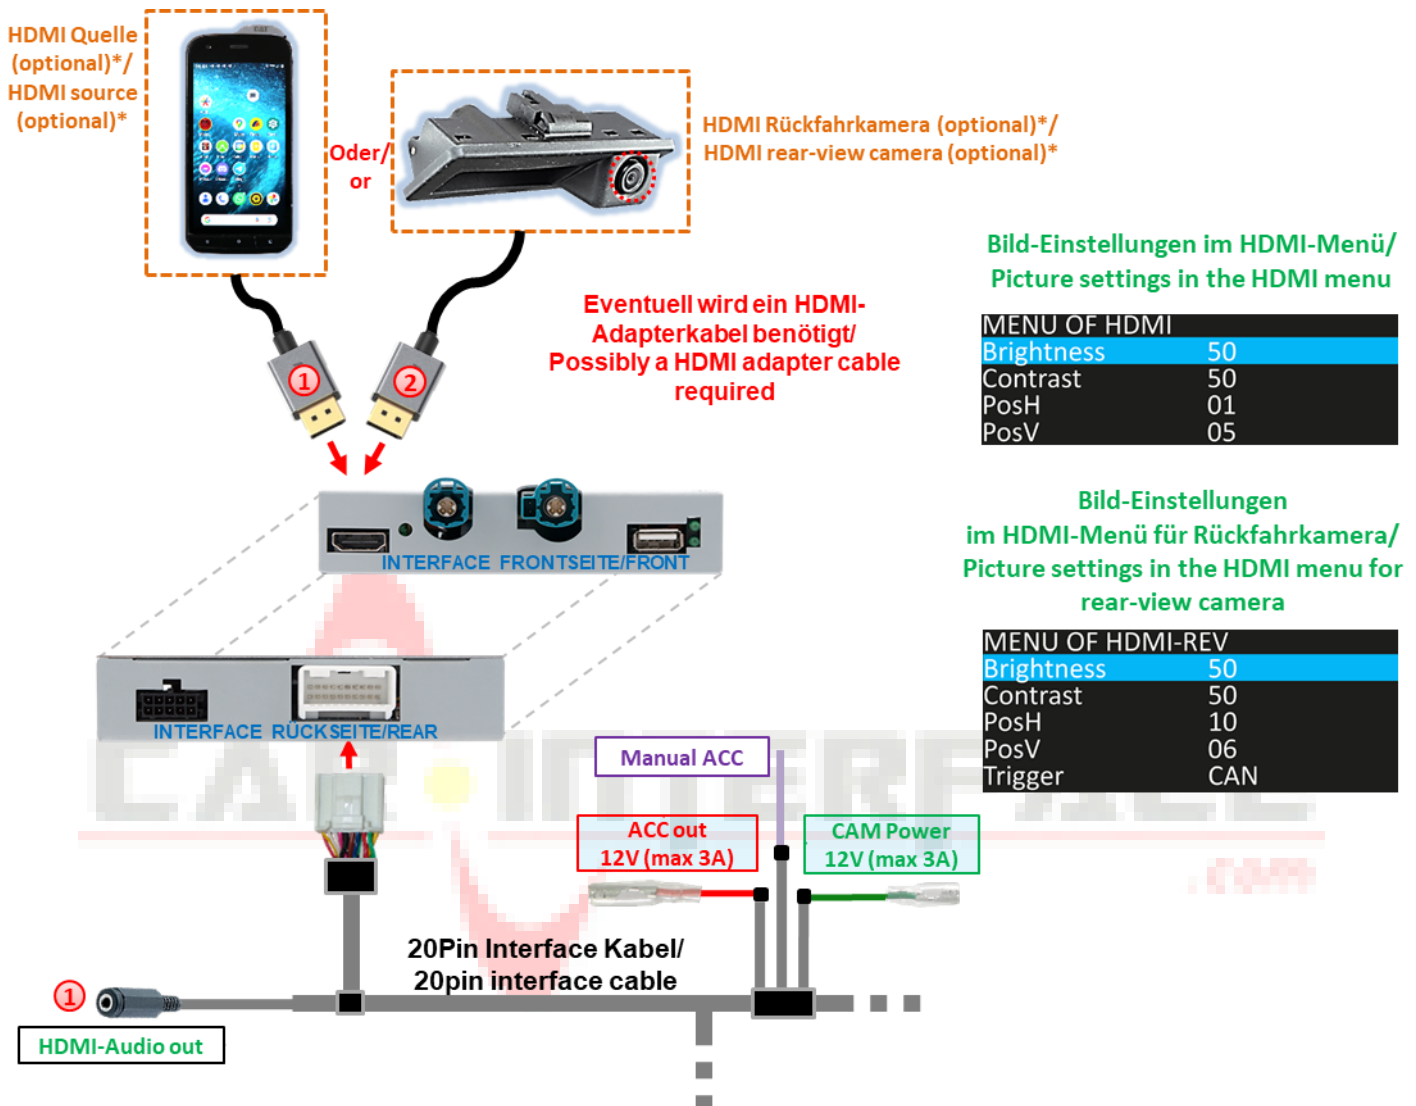 HDMI Quelle
(optional)*/
HDMI source
(optional)*
Oder/
or
HDMI Rückfahrkamera (optional)*/
HDMI rear-view camera (optional)*
Bild-Einstellungen im HDMI-Menü/
Picture settings in the HDMI menu
Eventuell wird ein HDMI-
Adapterkabel benötigt/
Possibly a HDMI adapter cable
required
1
2
MENU OF HDMI
Brightness 50
Contrast 50
PosH 01
PosV 05
INTERFACE FRONTSEITE/FRONT
Bild-Einstellungen
im HDMI-Menü für Rückfahrkamera/
Picture settings in the HDMI menu for
rear-view camera
MENU OF HDMI-REV
Brightness 50
Contrast 50
PosH 10
PosV 06
Trigger CAN
INTERFACE RÜCKSEITE/REAR
Manual ACC
ACC out
12V (max 3A)
CAM Power
12V (max 3A)
CAR INTERFACE
.com
20Pin Interface Kabel/
20pin interface cable
1
HDMI-Audio out